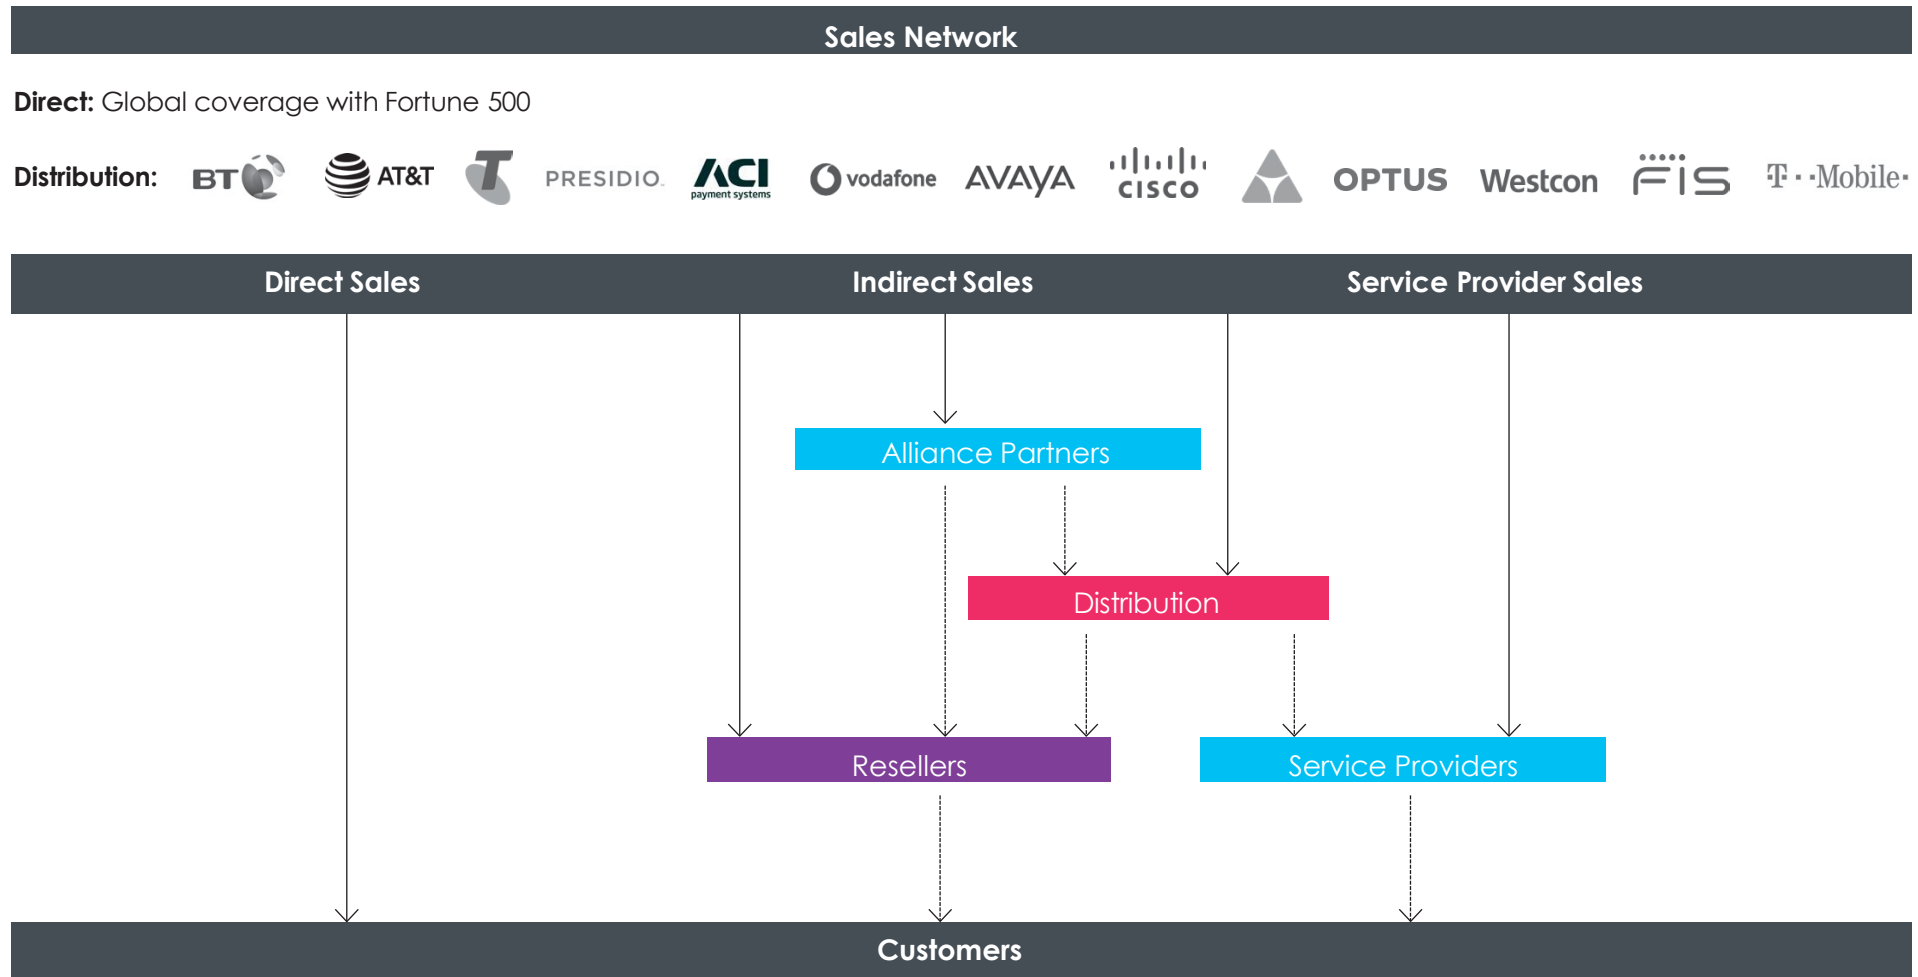 Sales Network
Direct: Global coverage with Fortune 500
Distribution: BT AT&T T PRESIDIO. ACI payment systems vodafone AVAYA CISCO OPTUS Westcon FIS T··Mobile·
Direct Sales Indirect Sales Service Provider Sales
Alliance Partners
Distribution
Resellers Service Providers
Customers